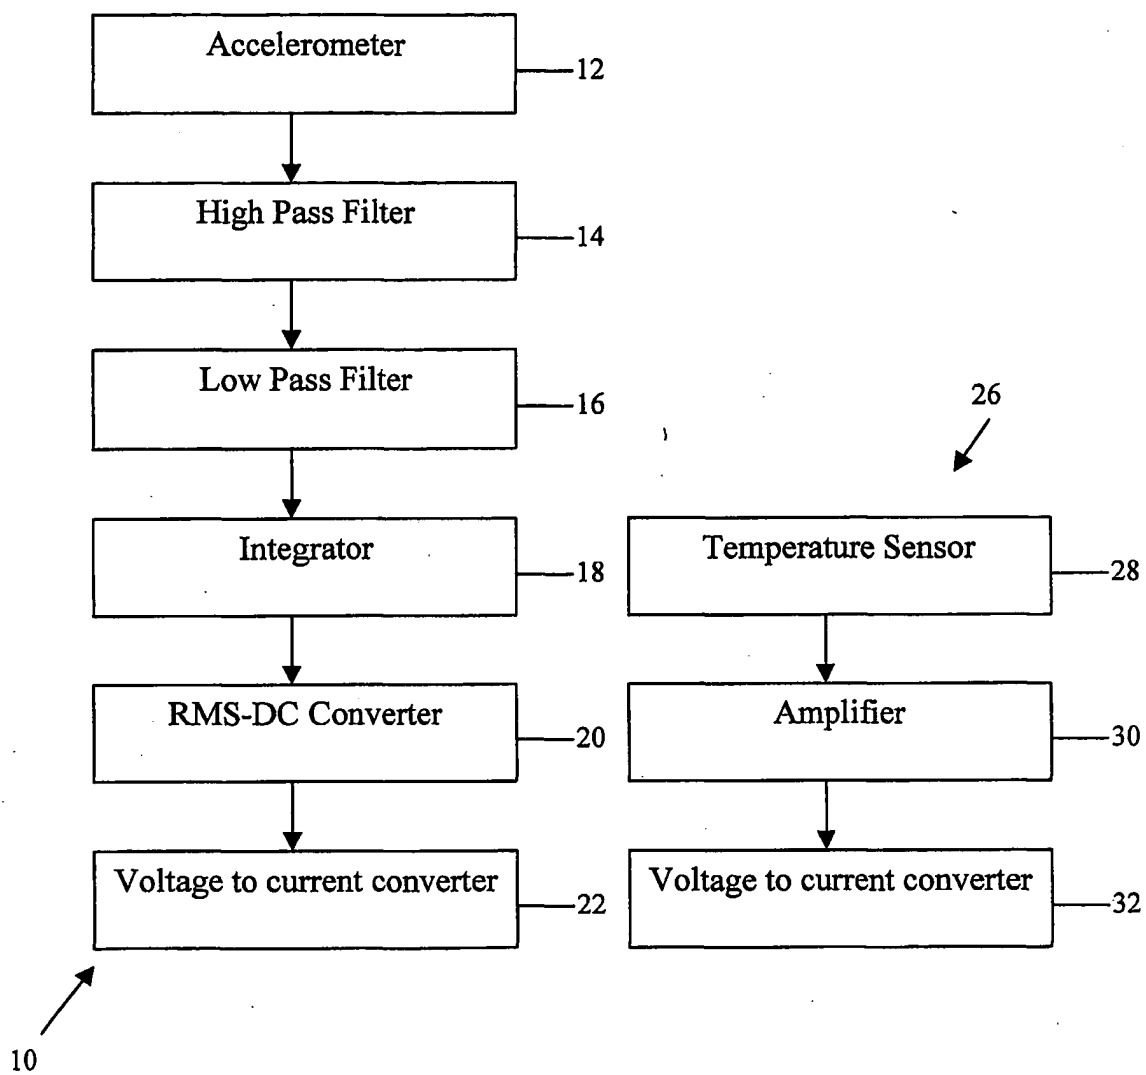 Accelerometer
12
High Pass Filter
14
Low Pass Filter
16
26
Integrator
18
Temperature Sensor
28
RMS-DC Converter
20
Amplifier
30
Voltage to current converter
22
Voltage to current converter
32
10